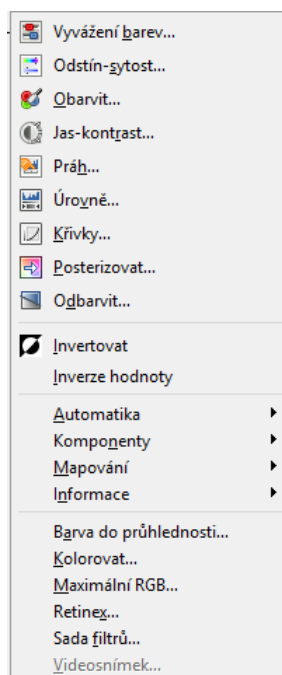 Vyvážení barev...
Odstín-sytost...
Obarvit...
Jas-kontrast...
Práh...
Úrovně...
Křivky...
Posterizovat...
Odbarvit...
Invertovat
Inverze hodnoty
Automatika
Komponenty
Mapování
Informace
Barva do průhlednosti...
Kolorovat...
Maximální RGB...
Retinex...
Sada filtrů...
Videosnímek...